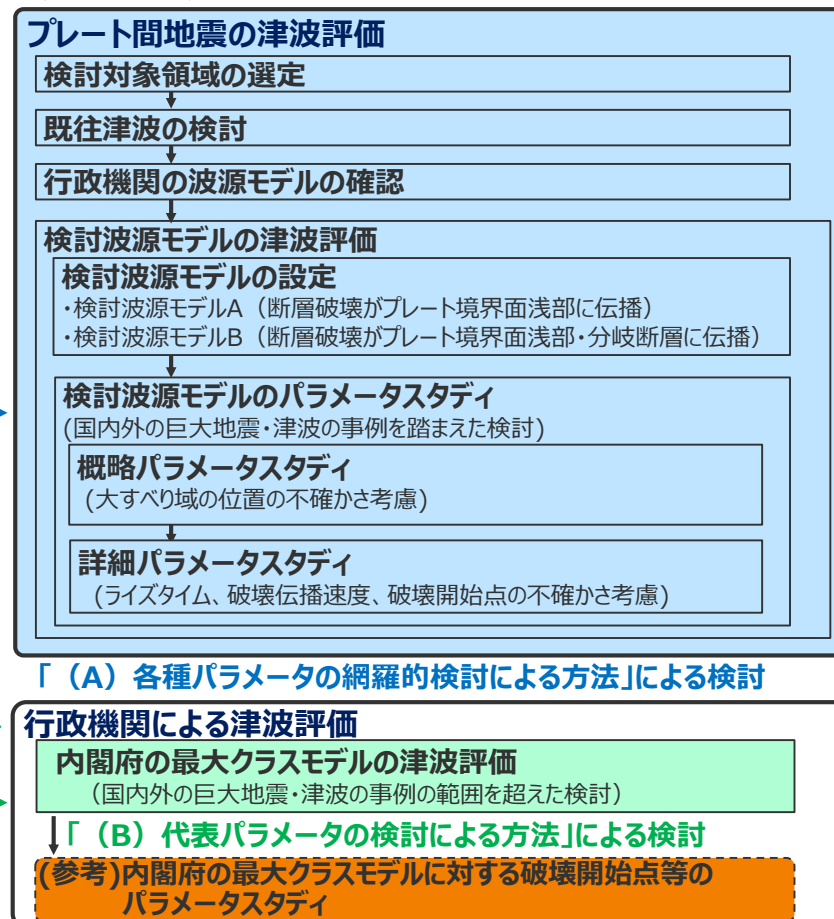 プレート間地震の津波評価
検討対象領域の選定
既往津波の検討
行政機関の波源モデルの確認
検討波源モデルの津波評価
検討波源モデルの設定
・検討波源モデルA（断層破壊がプレート境界面浅部に伝播）
・検討波源モデルB（断層破壊がプレート境界面浅部・分岐断層に伝播）
検討波源モデルのパラメータスタディ
(国内外の巨大地震・津波の事例を踏まえた検討)
概略パラメータスタディ
(大すべり域の位置の不確かさ考慮)
詳細パラメータスタディ
(ライズタイム、破壊伝播速度、破壊開始点の不確かさ考慮)
「（A）各種パラメータの網羅的検討による方法」による検討
行政機関による津波評価
内閣府の最大クラスモデルの津波評価
（国内外の巨大地震・津波の事例の範囲を超えた検討）
「（B）代表パラメータの検討による方法」による検討
(参考)内閣府の最大クラスモデルに対する破壊開始点等の
パラメータスタディ